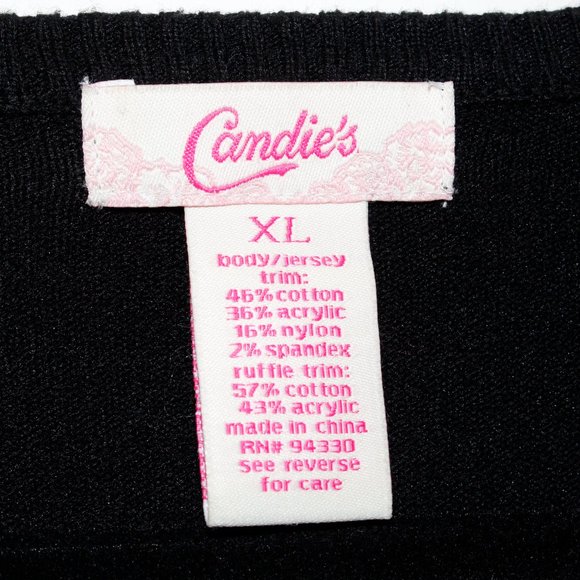 Candie's
XL
body/jersey
trim:
46% cotton
36% acrylic
16% nylon
2% spandex
ruffle trim:
57% cotton
43% acrylic
made in china
RN# 94330
see reverse
for care